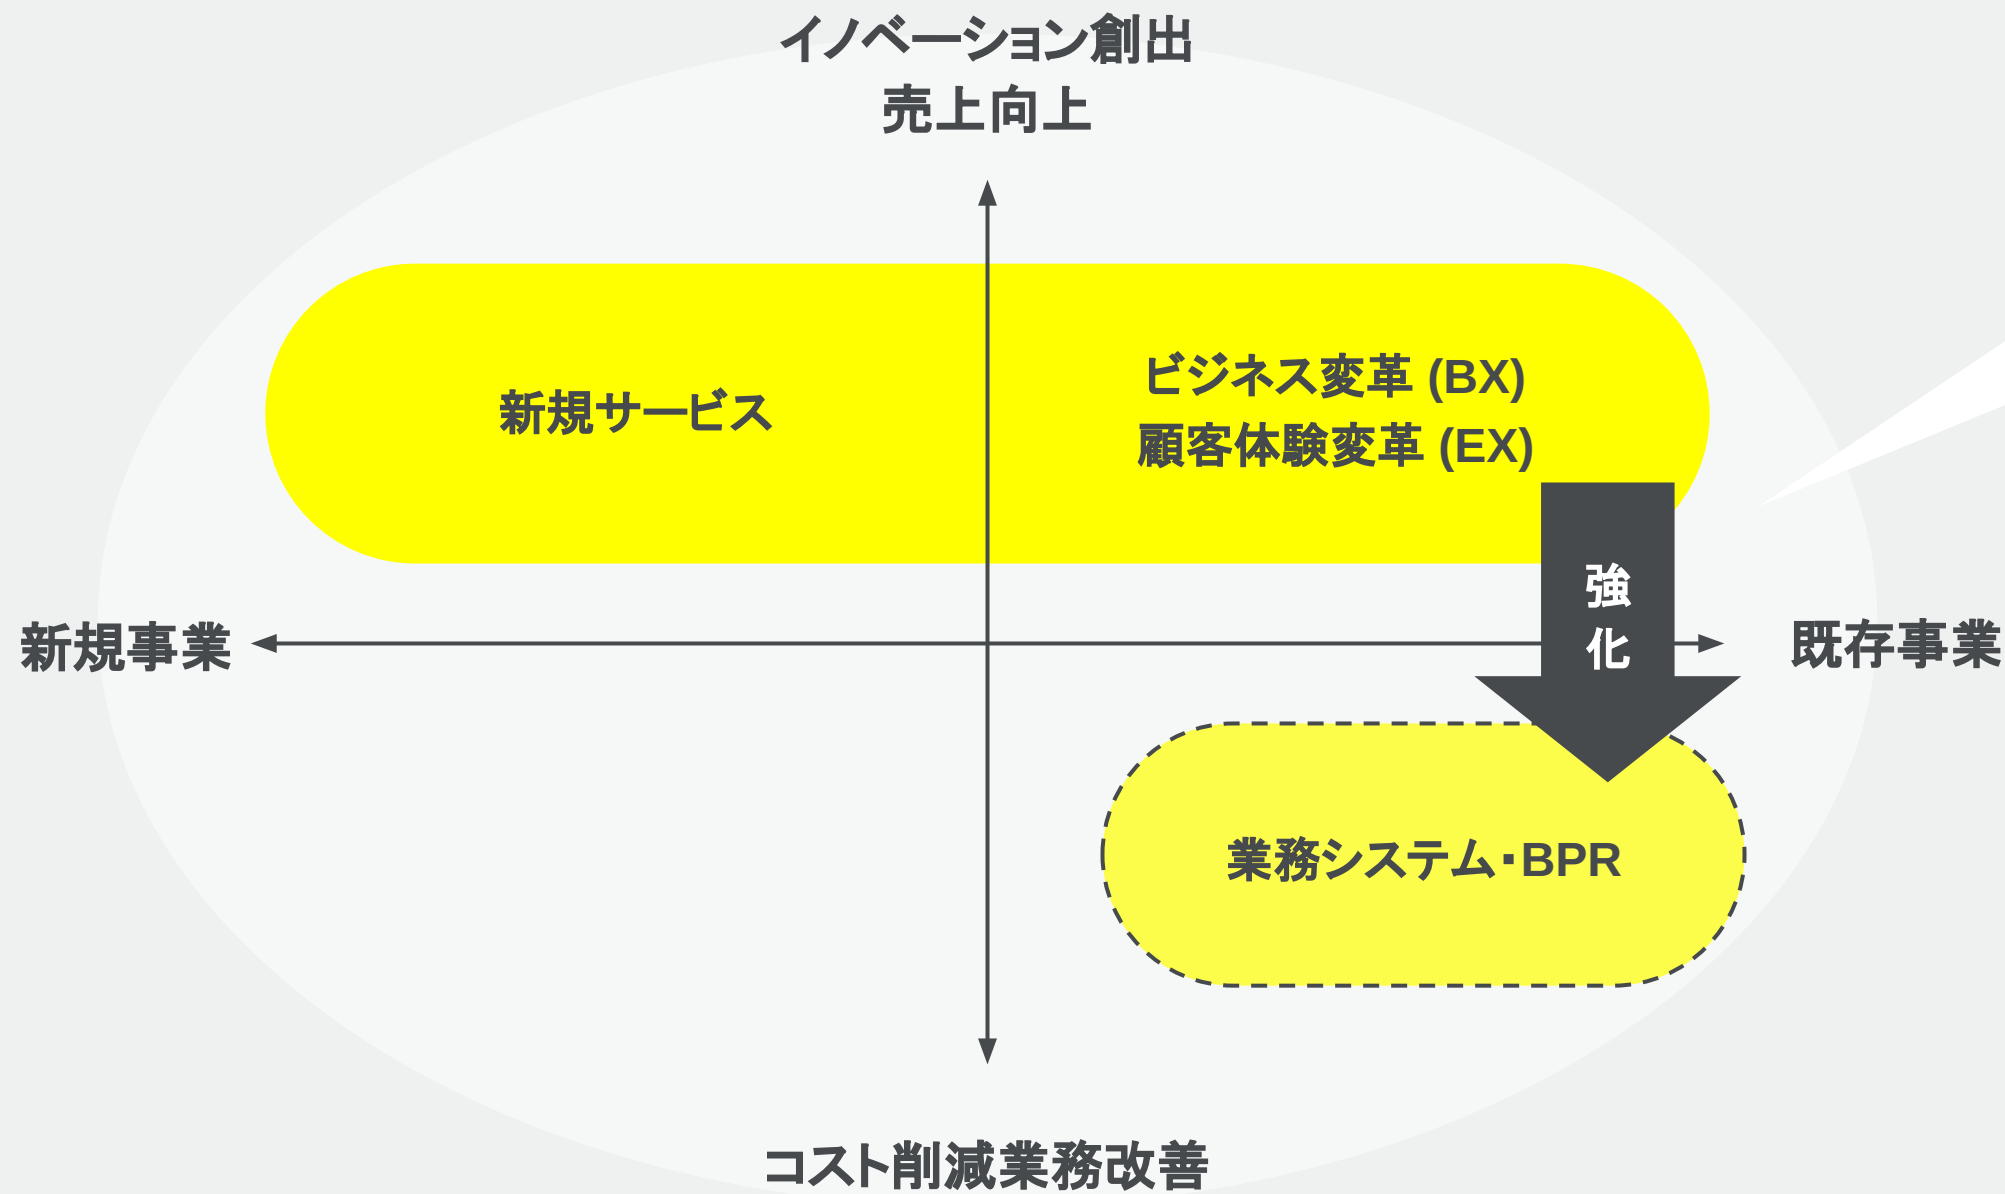 イノベーション創出
売上向上
新規サービス
ビジネス変革 (BX)
顧客体験変革 (EX)
強
化
新規事業
既存事業
業務システム・BPR
コスト削減業務改善